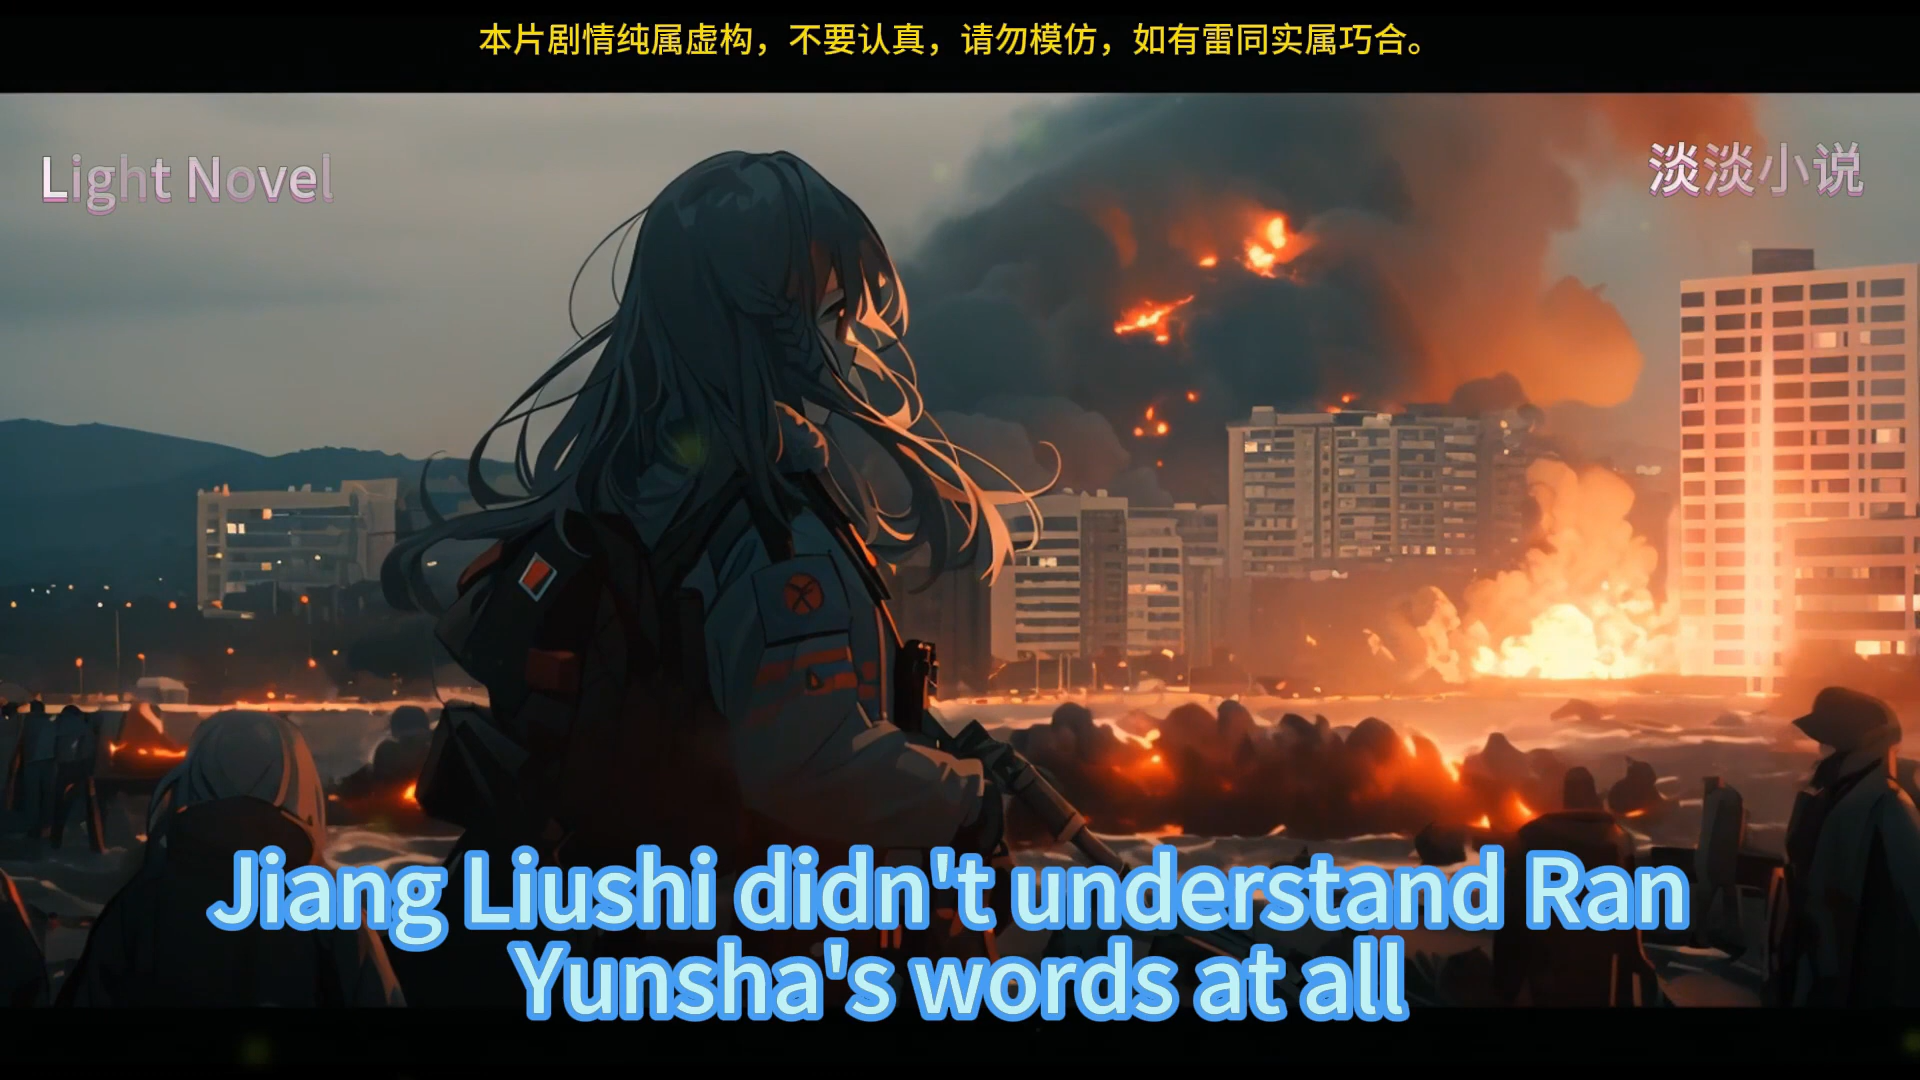 本片剧情纯属虚构，不要认真，请勿模仿，如有雷同实属巧合。
Light Novel
淡淡小说
Jiang Liushi didn't understand Ran
Yunsha's words at all